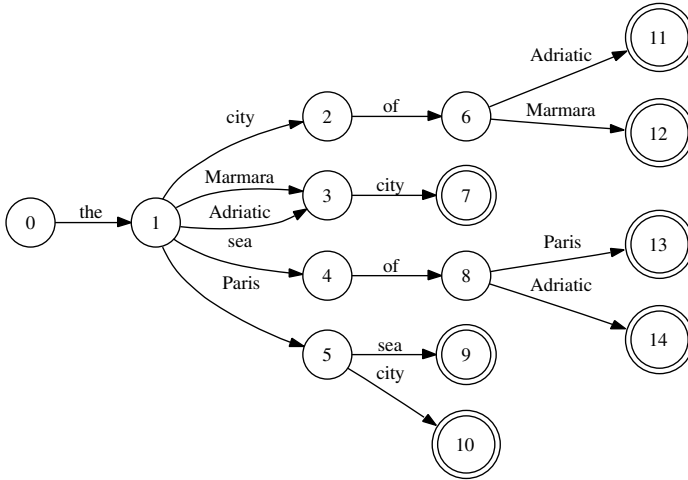 11
Adriatic
city
2
of
6
Marmara
12
Marmara
3
city
7
Adriatic
0
the
1
sea
4
of
8
Paris
13
Adriatic
14
Paris
5
sea
9
city
10